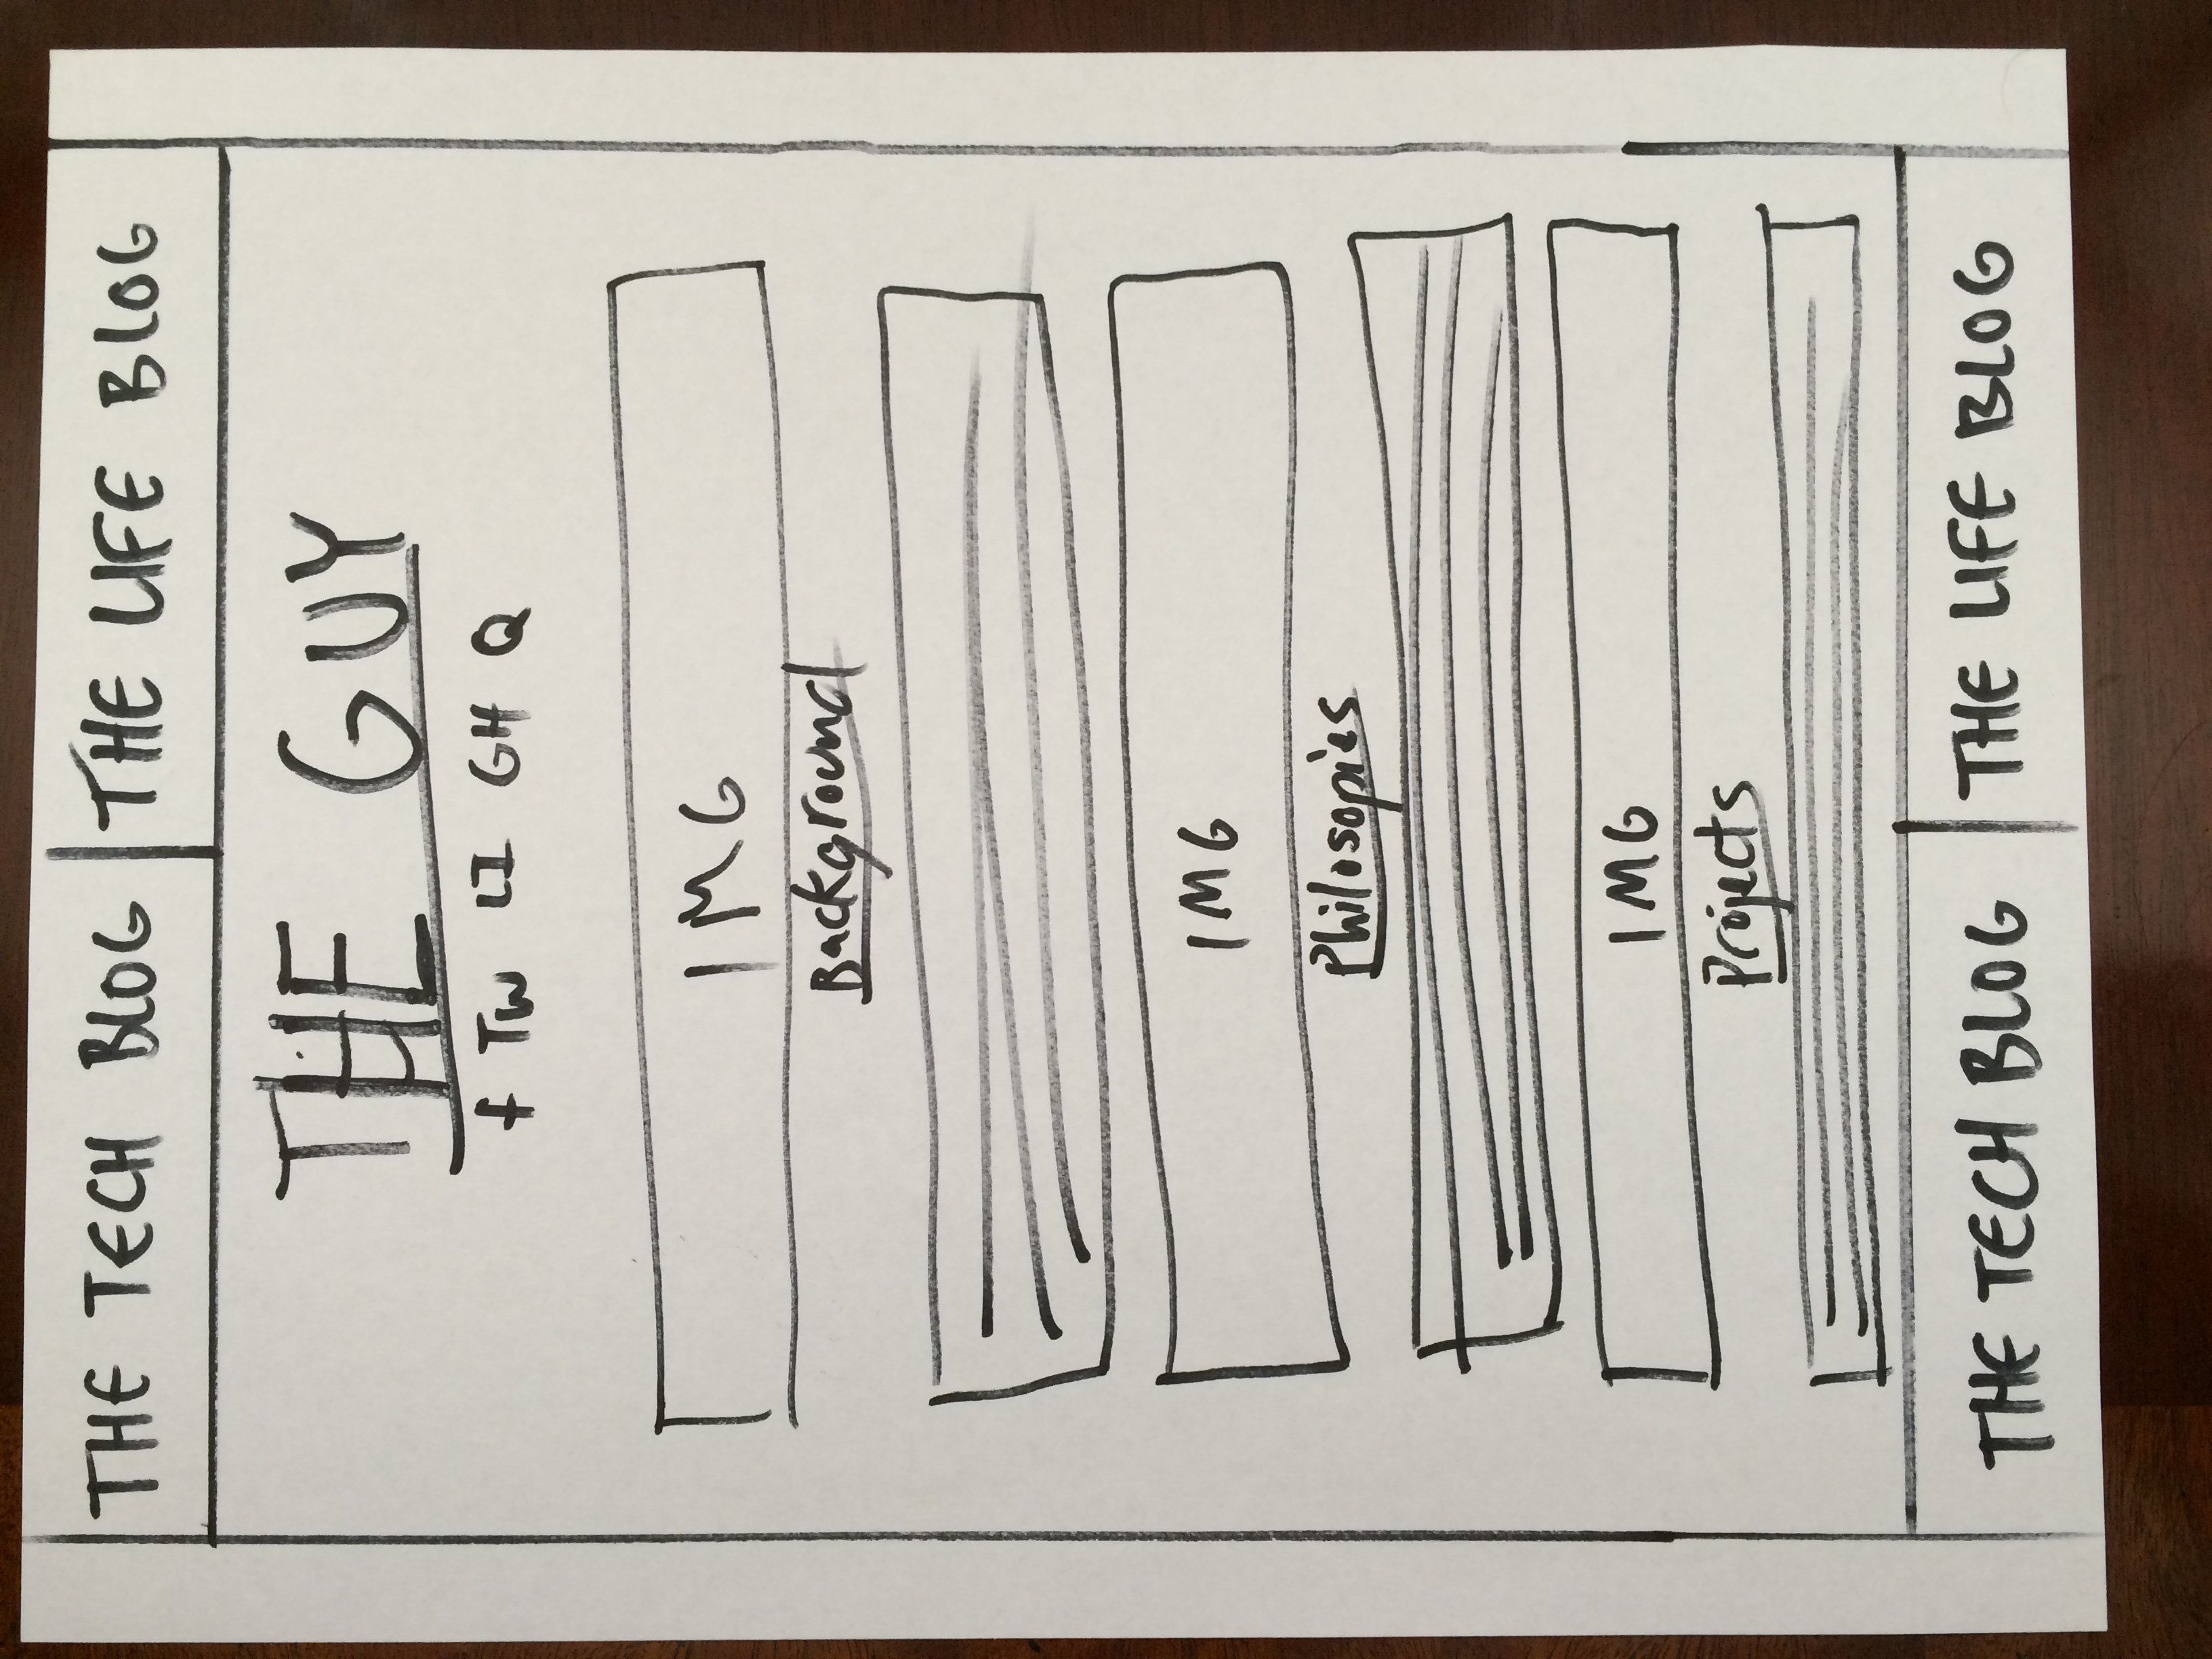 THE TECH BLOG THE LIFE BLOG
THE GUY
f TW LI GH Q
IMG
Background
IMG
Philosopies
IMG
Projects
THE TECH BLOG THE LIFE BLOG